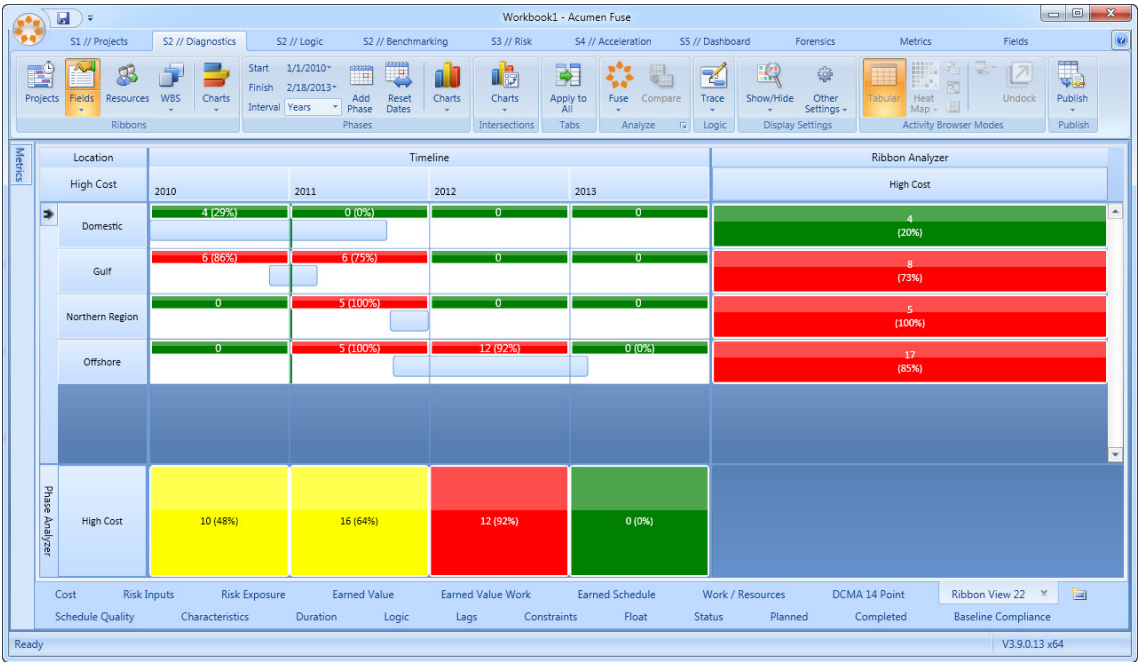 Workbook1 - Acumen Fuse
S1 // Projects S2 // Diagnostics S2 // Logic S2 // Benchmarking S3 // Risk S4 // Acceleration S5 // Dashboard Forensics Metrics Fields
Start 1/1/2010
Finish 2/18/2013
Interval Years
Projects Fields Resources WBS Charts Add Phase Reset Dates Charts Charts Apply to All Fuse Compare Trace Show/Hide Other Settings Tabular Heat Map Undock Publish
Ribbons Phases Intersections Tabs Analyze Logic Display Settings Activity Browser Modes Publish
Metrics
Location Timeline Ribbon Analyzer
High Cost 2010 2011 2012 2013 High Cost
Domestic 4 (29%) 0 (0%) 0 0 4 (20%)
Gulf 6 (86%) 6 (75%) 0 0 8 (73%)
Northern Region 0 5 (100%) 0 0 5 (100%)
Offshore 0 5 (100%) 12 (92%) 0 (0%) 17 (85%)
Phase Analyzer
High Cost 10 (48%) 16 (64%) 12 (92%) 0 (0%)
Cost Risk Inputs Risk Exposure Earned Value Earned Value Work Earned Schedule Work / Resources DCMA 14 Point Ribbon View 22
Schedule Quality Characteristics Duration Logic Lags Constraints Float Status Planned Completed Baseline Compliance
Ready V3.9.0.13 x64